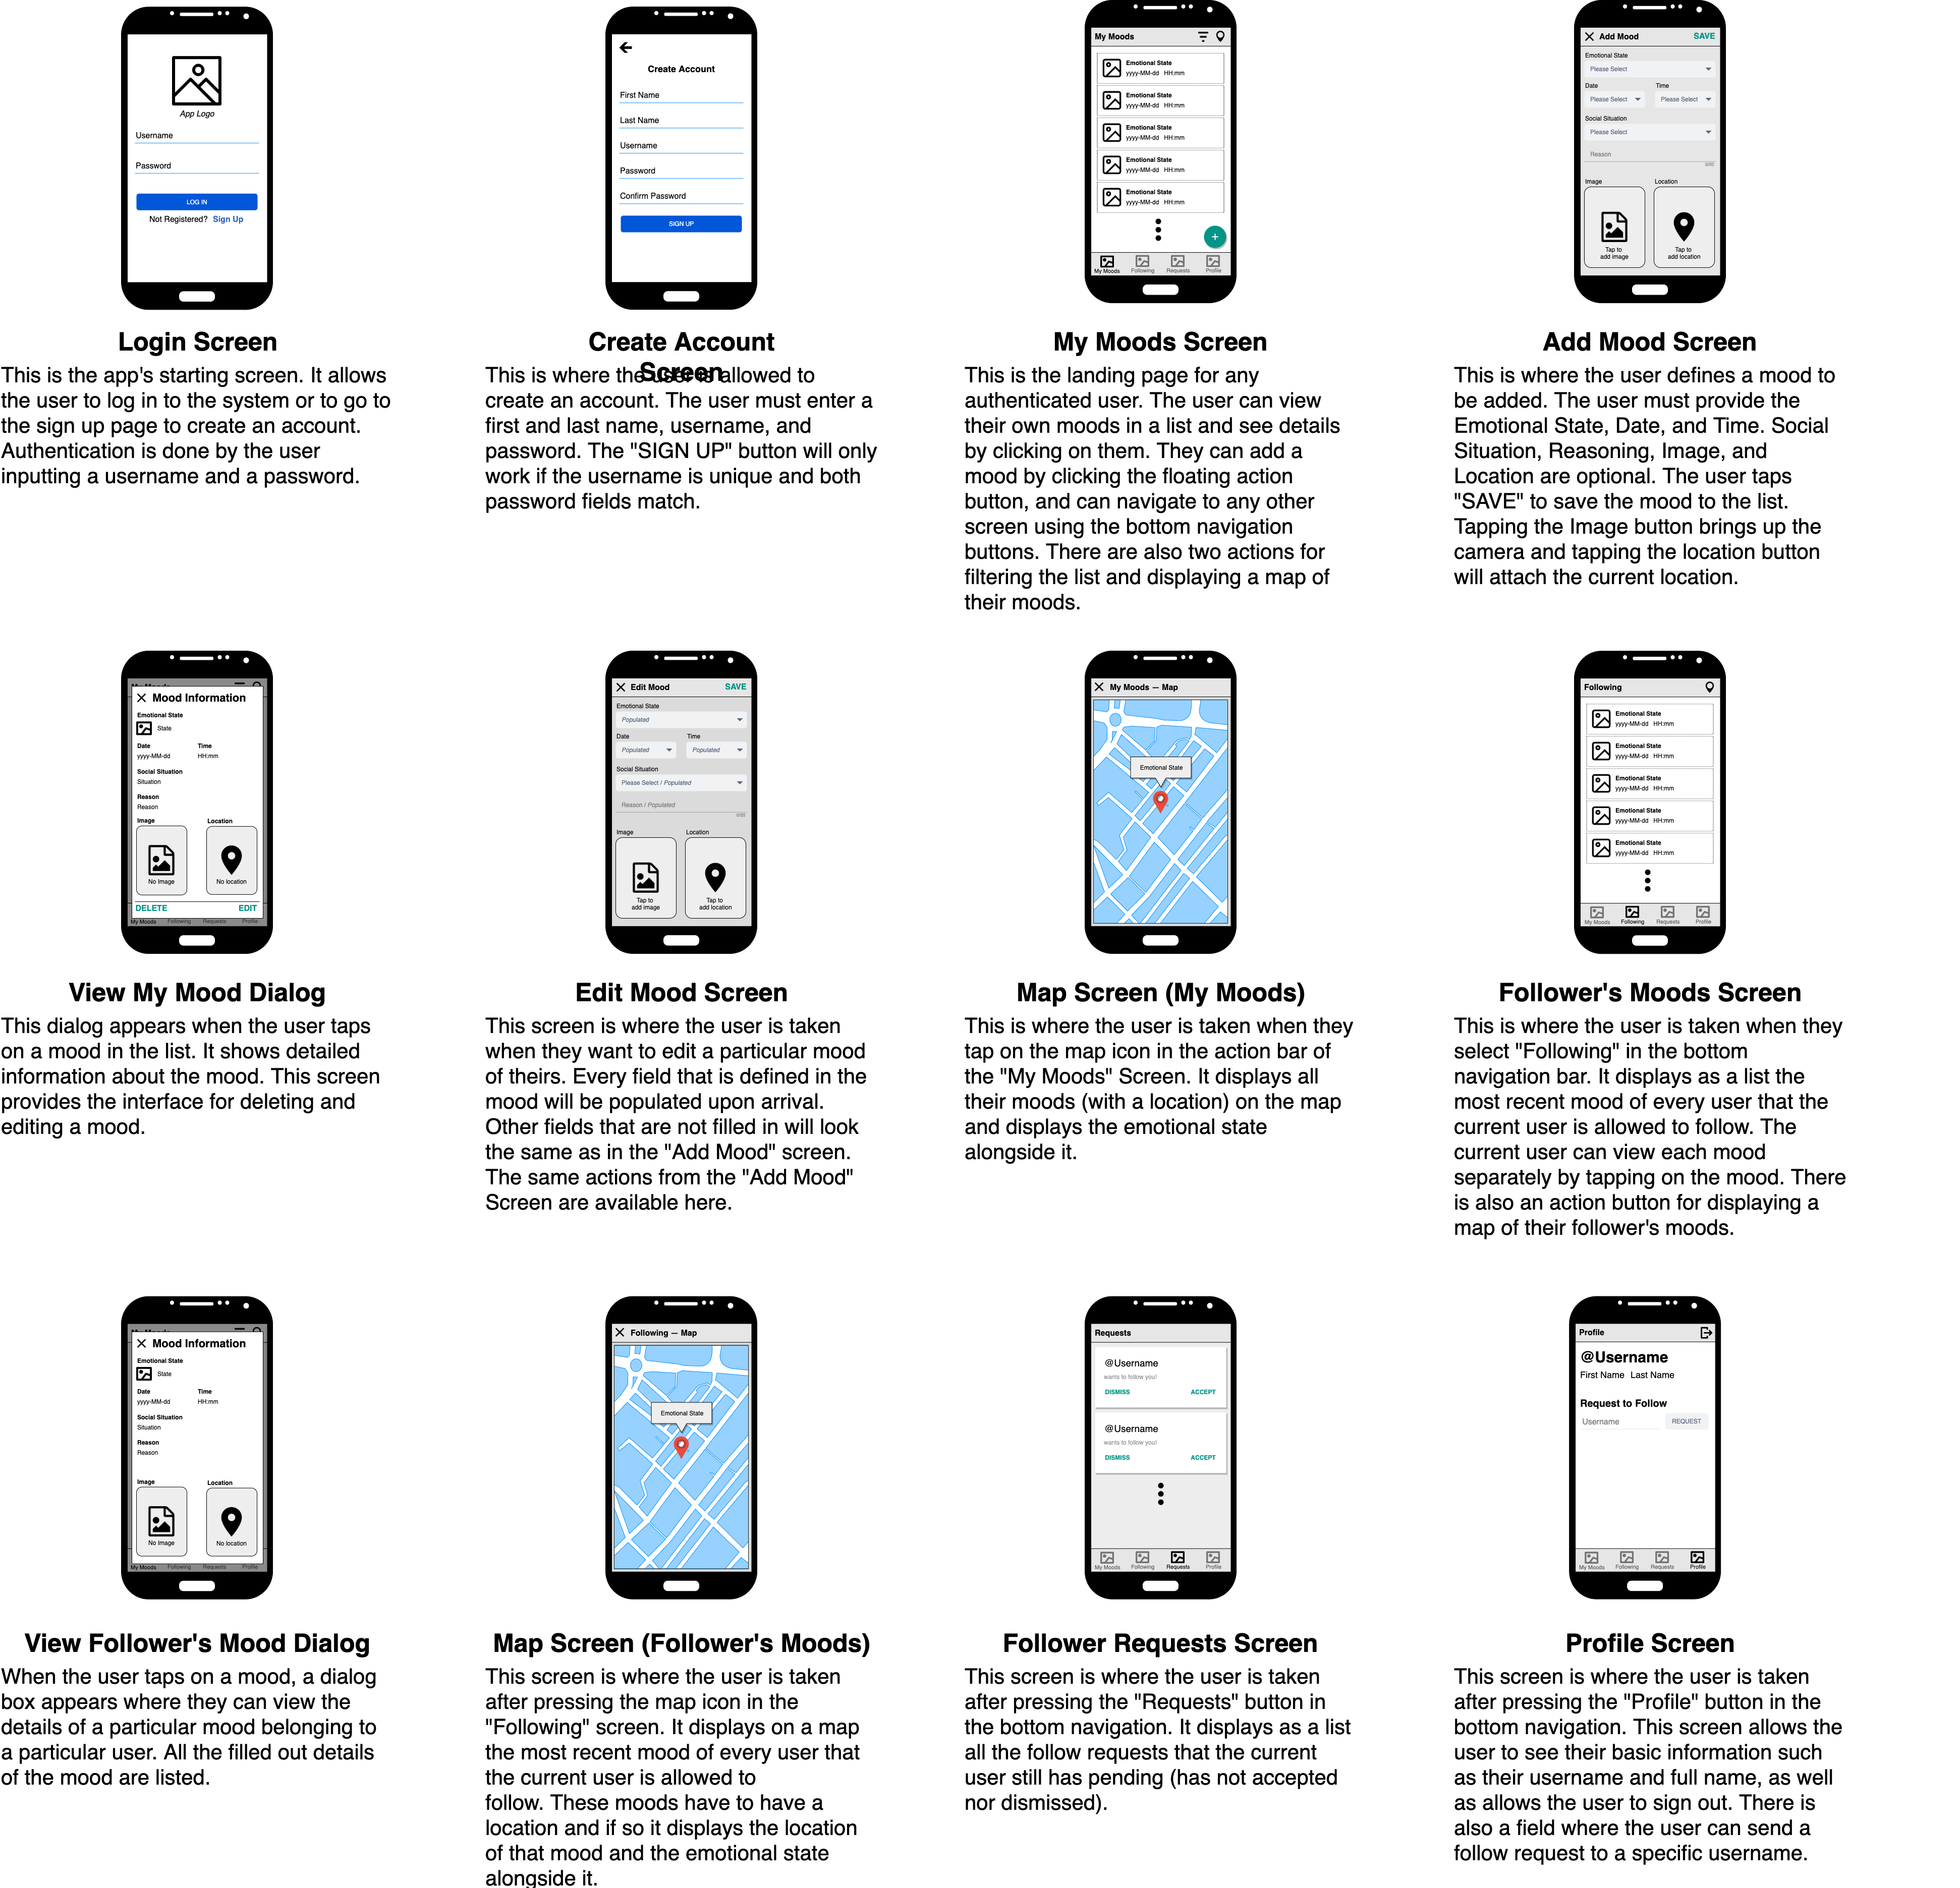 App Logo
Username
Password
LOG IN
Not Registered? Sign Up
Login Screen
This is the app's starting screen. It allows
the user to log in to the system or to go to
the sign up page to create an account.
Authentication is done by the user
inputting a username and a password.
Create Account
First Name
Last Name
Username
Password
Confirm Password
SIGN UP
Create Account
Screen
This is where the user is allowed to
create an account. The user must enter a
first and last name, username, and
password. The "SIGN UP" button will only
work if the username is unique and both
password fields match.
My Moods
Emotional State
yyyy-MM-dd HH:mm
Emotional State
yyyy-MM-dd HH:mm
Emotional State
yyyy-MM-dd HH:mm
Emotional State
yyyy-MM-dd HH:mm
Emotional State
yyyy-MM-dd HH:mm
+
My Moods Following Requests Profile
My Moods Screen
This is the landing page for any
authenticated user. The user can view
their own moods in a list and see details
by clicking on them. They can add a
mood by clicking the floating action
button, and can navigate to any other
screen using the bottom navigation
buttons. There are also two actions for
filtering the list and displaying a map of
their moods.
Add Mood SAVE
Emotional State
Please Select
Date Time
Please Select Please Select
Social Situation
Please Select
Reason
Image Location
Tap to
add image
Tap to
add location
Add Mood Screen
This is where the user defines a mood to
be added. The user must provide the
Emotional State, Date, and Time. Social
Situation, Reasoning, Image, and
Location are optional. The user taps
"SAVE" to save the mood to the list.
Tapping the Image button brings up the
camera and tapping the location button
will attach the current location.
Mood Information
Emotional State
State
Date Time
yyyy-MM-dd HH:mm
Social Situation
Situation
Reason
Reason
Image Location
No Image No location
DELETE EDIT
My Moods Following Requests Profile
View My Mood Dialog
This dialog appears when the user taps
on a mood in the list. It shows detailed
information about the mood. This screen
provides the interface for deleting and
editing a mood.
Edit Mood SAVE
Emotional State
Populated
Date Time
Populated Populated
Social Situation
Please Select / Populated
Reason / Populated
Image Location
Tap to
add image
Tap to
add location
Edit Mood Screen
This screen is where the user is taken
when they want to edit a particular mood
of theirs. Every field that is defined in the
mood will be populated upon arrival.
Other fields that are not filled in will look
the same as in the "Add Mood" screen.
The same actions from the "Add Mood"
Screen are available here.
My Moods — Map
Emotional State
Map Screen (My Moods)
This is where the user is taken when they
tap on the map icon in the action bar of
the "My Moods" Screen. It displays all
their moods (with a location) on the map
and displays the emotional state
alongside it.
Following
Emotional State
yyyy-MM-dd HH:mm
Emotional State
yyyy-MM-dd HH:mm
Emotional State
yyyy-MM-dd HH:mm
Emotional State
yyyy-MM-dd HH:mm
Emotional State
yyyy-MM-dd HH:mm
My Moods Following Requests Profile
Follower's Moods Screen
This is where the user is taken when they
select "Following" in the bottom
navigation bar. It displays as a list the
most recent mood of every user that the
current user is allowed to follow. The
current user can view each mood
separately by tapping on the mood. There
is also an action button for displaying a
map of their follower's moods.
Mood Information
Emotional State
State
Date Time
yyyy-MM-dd HH:mm
Social Situation
Situation
Reason
Reason
Image Location
No Image No location
My Moods Following Requests Profile
View Follower's Mood Dialog
When the user taps on a mood, a dialog
box appears where they can view the
details of a particular mood belonging to
a particular user. All the filled out details
of the mood are listed.
Following — Map
Emotional State
Map Screen (Follower's Moods)
This screen is where the user is taken
after pressing the map icon in the
"Following" screen. It displays on a map
the most recent mood of every user that
the current user is allowed to
follow. These moods have to have a
location and if so it displays the location
of that mood and the emotional state
alongside it.
Requests
@Username
wants to follow you!
DISMISS ACCEPT
@Username
wants to follow you!
DISMISS ACCEPT
My Moods Following Requests Profile
Follower Requests Screen
This screen is where the user is taken
after pressing the "Requests" button in
the bottom navigation. It displays as a list
all the follow requests that the current
user still has pending (has not accepted
nor dismissed).
Profile
@Username
First Name Last Name
Request to Follow
Username REQUEST
My Moods Following Requests Profile
Profile Screen
This screen is where the user is taken
after pressing the "Profile" button in the
bottom navigation. This screen allows the
user to see their basic information such
as their username and full name, as well
as allows the user to sign out. There is
also a field where the user can send a
follow request to a specific username.